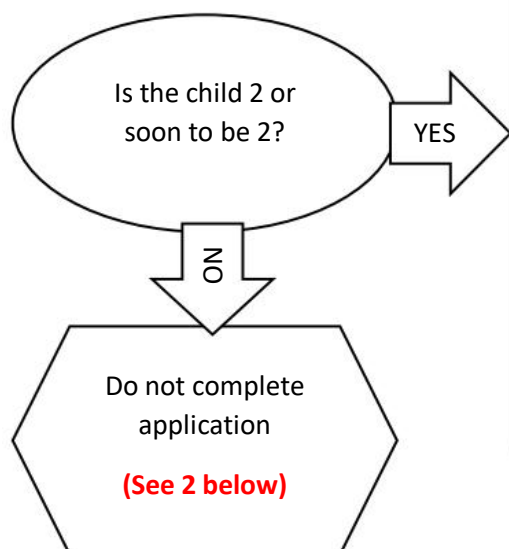 Is the child 2 or
soon to be 2?
YES
NO
Do not complete
application
(See 2 below)